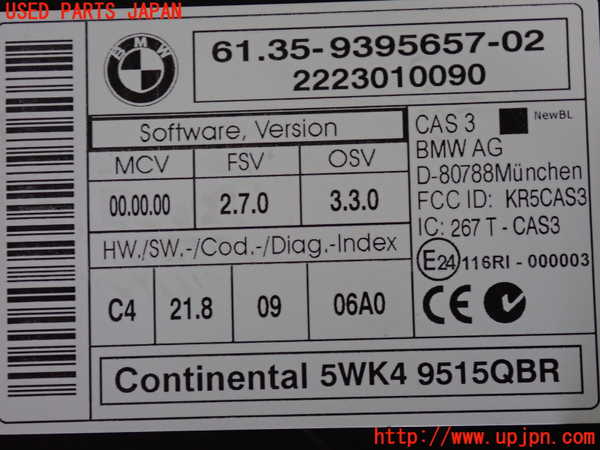 USED PARTS JAPAN
BMW
61.35-9395657-02
2223010090
Software, Version
MCV FSV OSV
00.00.00 2.7.0 3.3.0
HW./SW.-/Cod.-/Diag.-Index
C4 21.8 09 06A0
CAS 3 NewBL
BMW AG
D-80788München
FCC ID: KR5CAS3
IC: 267 T - CAS3
E24 116RI - 000003
CE N
Continental 5WK4 9515QBR
http://www.upjpn.com